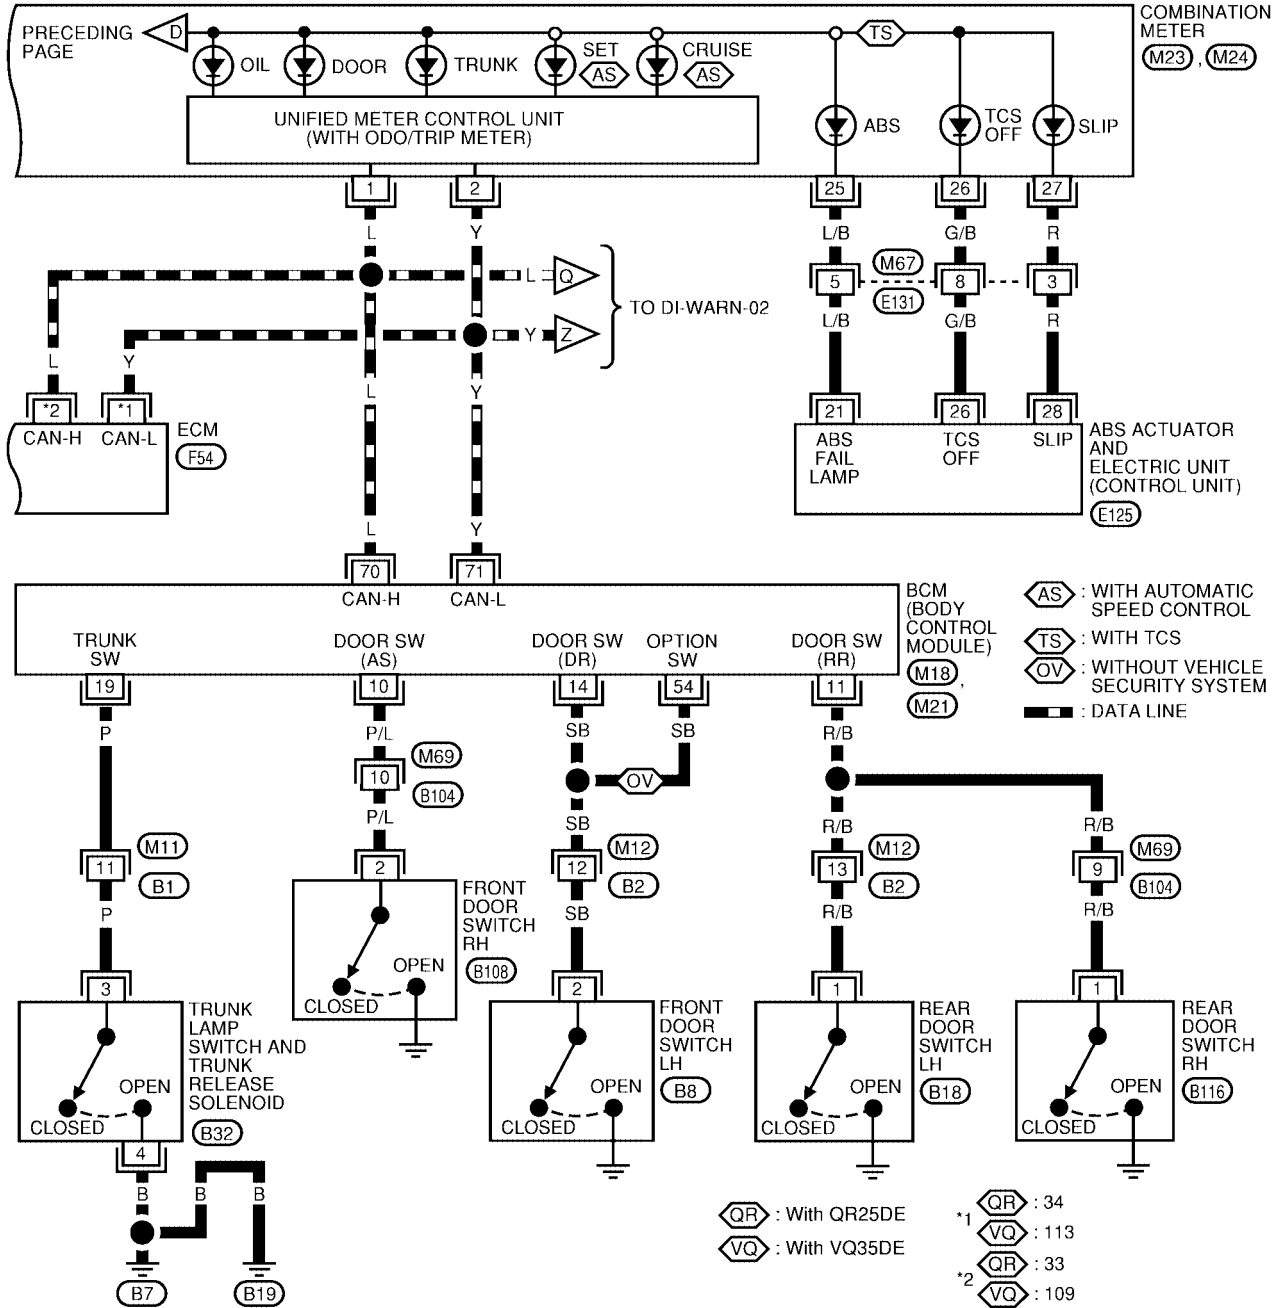 PRECEDING
PAGE
D
OIL
DOOR
TRUNK
SET
AS
CRUISE
AS
TS
ABS
TCS
OFF
SLIP
COMBINATION
METER
M23 , M24
UNIFIED METER CONTROL UNIT
(WITH ODO/TRIP METER)
1 2 25 26 27
L Y L/B G/B R
M67
5 8 3
E131
L Q
Y Z
TO DI-WARN-02
L/B G/B R
L Y L Y
*2 *1
CAN-H CAN-L
ECM
F54
21 26 28
ABS
FAIL
LAMP
TCS
OFF
SLIP
ABS ACTUATOR
AND
ELECTRIC UNIT
(CONTROL UNIT)
E125
L Y
70 71
CAN-H CAN-L
BCM
(BODY
CONTROL
MODULE)
M18 ,
M21
AS : WITH AUTOMATIC
SPEED CONTROL
TS : WITH TCS
OV : WITHOUT VEHICLE
SECURITY SYSTEM
: DATA LINE
TRUNK
SW
DOOR SW
(AS)
DOOR SW
(DR)
OPTION
SW
DOOR SW
(RR)
19 10 14 54 11
P P/L SB SB R/B
M69
10
B104
OV
P/L SB R/B R/B
M11
11
B1
M12
12
B2
M12
13
B2
M69
9
B104
P SB R/B R/B
2
OPEN
CLOSED
FRONT
DOOR
SWITCH
RH
B108
3
OPEN
CLOSED
4
TRUNK
LAMP
SWITCH AND
TRUNK
RELEASE
SOLENOID
B32
2
OPEN
CLOSED
FRONT
DOOR
SWITCH
LH
B8
1
OPEN
CLOSED
REAR
DOOR
SWITCH
LH
B18
1
OPEN
CLOSED
REAR
DOOR
SWITCH
RH
B116
B B B
B7 B19
QR : With QR25DE
VQ : With VQ35DE
*1
QR : 34
VQ : 113
*2
QR : 33
VQ : 109